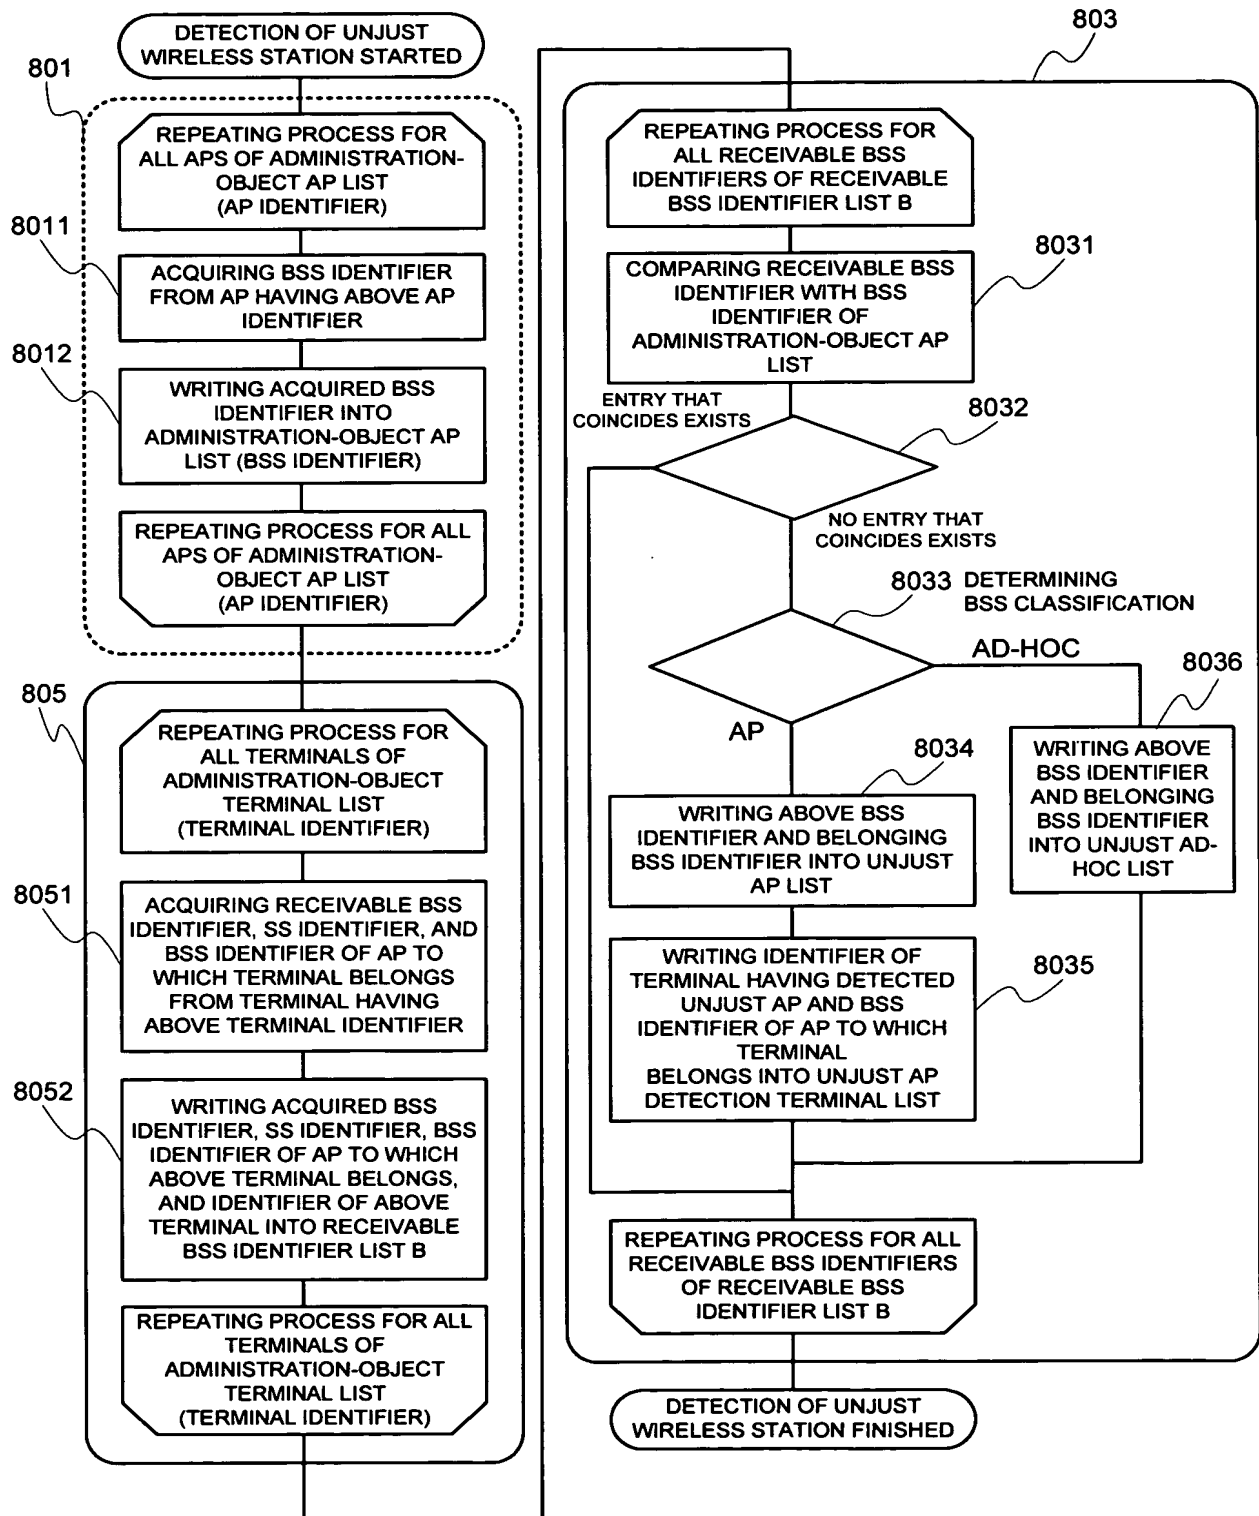 DETECTION OF UNJUST
WIRELESS STATION STARTED
801
REPEATING PROCESS FOR
ALL APS OF ADMINISTRATION-
OBJECT AP LIST
(AP IDENTIFIER)
8011
ACQUIRING BSS IDENTIFIER
FROM AP HAVING ABOVE AP
IDENTIFIER
8012
WRITING ACQUIRED BSS
IDENTIFIER INTO
ADMINISTRATION-OBJECT AP
LIST (BSS IDENTIFIER)
REPEATING PROCESS FOR ALL
APS OF ADMINISTRATION-
OBJECT AP LIST
(AP IDENTIFIER)
805
REPEATING PROCESS FOR
ALL TERMINALS OF
ADMINISTRATION-OBJECT
TERMINAL LIST
(TERMINAL IDENTIFIER)
8051
ACQUIRING RECEIVABLE BSS
IDENTIFIER, SS IDENTIFIER, AND
BSS IDENTIFIER OF AP TO
WHICH TERMINAL BELONGS
FROM TERMINAL HAVING
ABOVE TERMINAL IDENTIFIER
8052
WRITING ACQUIRED BSS
IDENTIFIER, SS IDENTIFIER, BSS
IDENTIFIER OF AP TO WHICH
ABOVE TERMINAL BELONGS,
AND IDENTIFIER OF ABOVE
TERMINAL INTO RECEIVABLE
BSS IDENTIFIER LIST B
REPEATING PROCESS FOR ALL
TERMINALS OF
ADMINISTRATION-OBJECT
TERMINAL LIST
(TERMINAL IDENTIFIER)
803
REPEATING PROCESS FOR
ALL RECEIVABLE BSS
IDENTIFIERS OF RECEIVABLE
BSS IDENTIFIER LIST B
8031
COMPARING RECEIVABLE BSS
IDENTIFIER WITH BSS
IDENTIFIER OF
ADMINISTRATION-OBJECT AP
LIST
ENTRY THAT
COINCIDES EXISTS
8032
NO ENTRY THAT
COINCIDES EXISTS
8033 DETERMINING
BSS CLASSIFICATION
AD-HOC
8036
AP
WRITING ABOVE
BSS IDENTIFIER
AND BELONGING
BSS IDENTIFIER
INTO UNJUST AD-
HOC LIST
8034
WRITING ABOVE BSS
IDENTIFIER AND BELONGING
BSS IDENTIFIER INTO UNJUST
AP LIST
8035
WRITING IDENTIFIER OF
TERMINAL HAVING DETECTED
UNJUST AP AND BSS
IDENTIFIER OF AP TO WHICH
TERMINAL
BELONGS INTO UNJUST AP
DETECTION TERMINAL LIST
REPEATING PROCESS FOR ALL
RECEIVABLE BSS IDENTIFIERS
OF RECEIVABLE BSS
IDENTIFIER LIST B
DETECTION OF UNJUST
WIRELESS STATION FINISHED